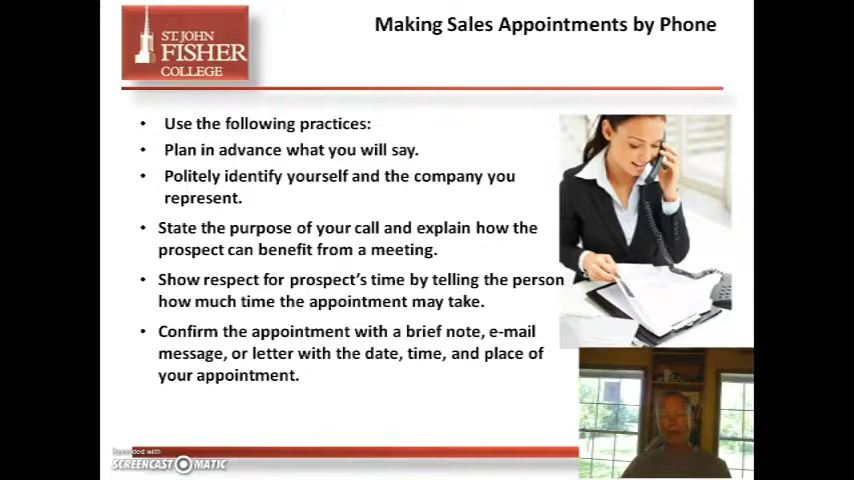 ST. JOHN
FISHER
COLLEGE
Making Sales Appointments by Phone
• Use the following practices:
• Plan in advance what you will say.
• Politely identify yourself and the company you
represent.
• State the purpose of your call and explain how the
prospect can benefit from a meeting.
• Show respect for prospect's time by telling the person
how much time the appointment may take.
• Confirm the appointment with a brief note, e-mail
message, or letter with the date, time, and place of
your appointment.
Recorded with
SCREENCAST MATIC